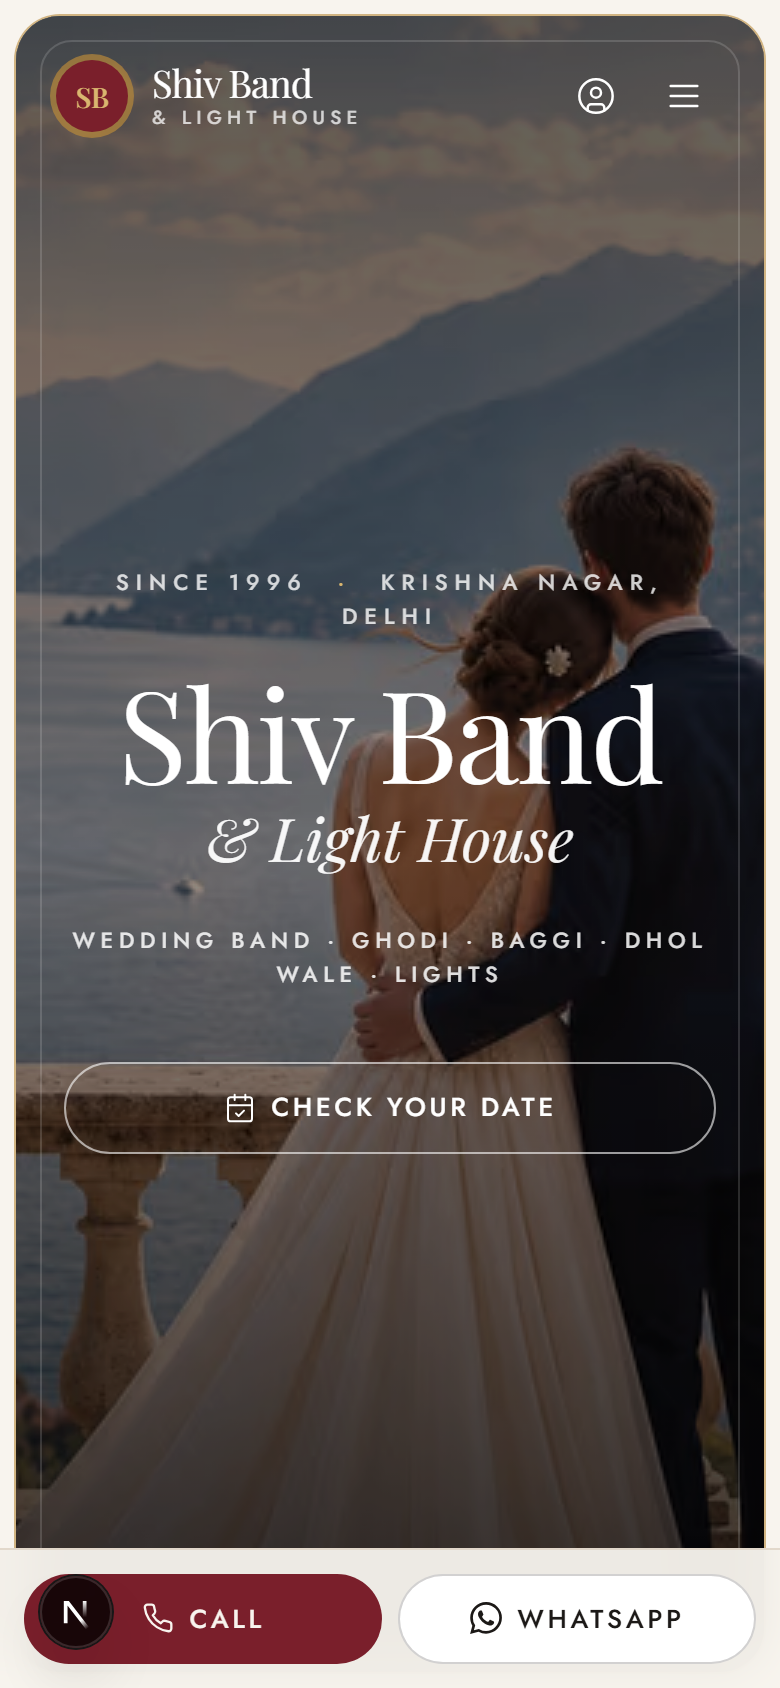 SB
Shiv Band
& LIGHT HOUSE
SINCE 1996 · KRISHNA NAGAR,
DELHI
Shiv Band
& Light House
WEDDING BAND · GHODI · BAGGI · DHOL
WALE · LIGHTS
CHECK YOUR DATE
N
CALL
WHATSAPP